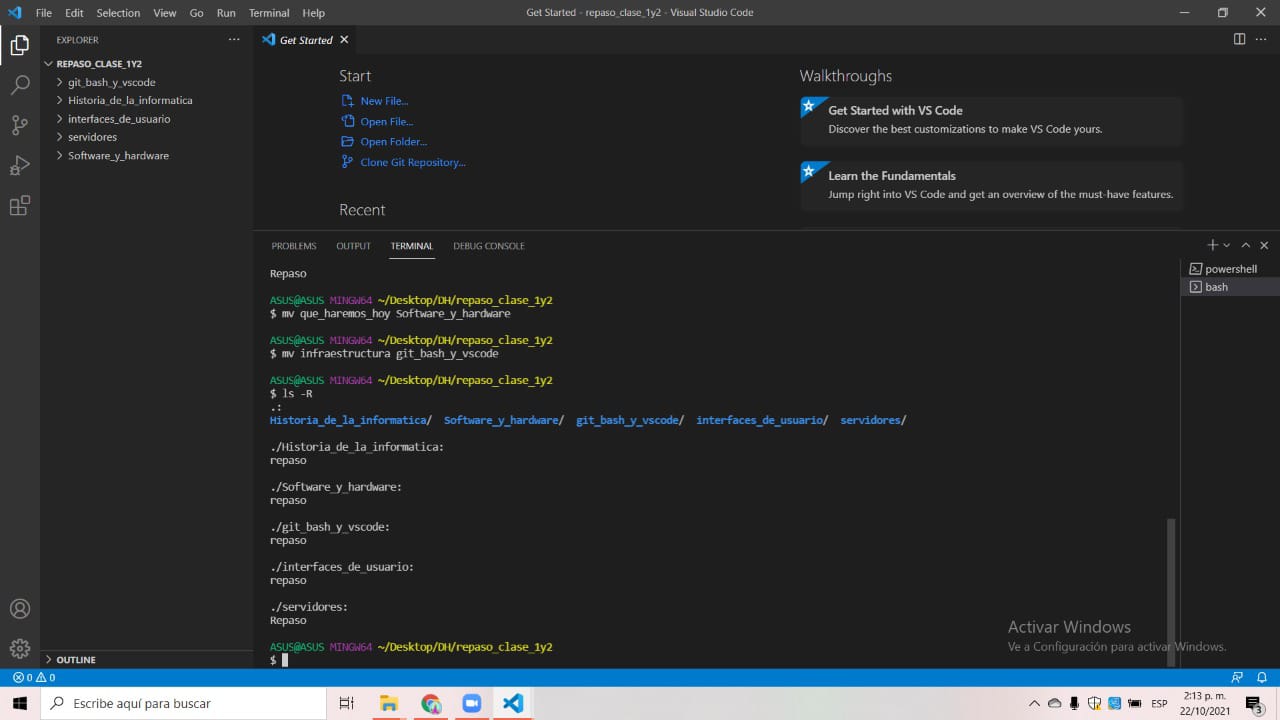 File Edit Selection View Go Run Terminal Help
Get Started - repaso_clase_1y2 - Visual Studio Code
EXPLORER
REPASO_CLASE_1Y2
git_bash_y_vscode
Historia_de_la_informatica
interfaces_de_usuario
servidores
Software_y_hardware
OUTLINE
Get Started
Start
New File...
Open File...
Open Folder...
Clone Git Repository...
Recent
Walkthroughs
Get Started with VS Code
Discover the best customizations to make VS Code yours.
Learn the Fundamentals
Jump right into VS Code and get an overview of the must-have features.
PROBLEMS OUTPUT TERMINAL DEBUG CONSOLE
powershell
bash
Repaso
ASUS@ASUS MINGW64 ~/Desktop/DH/repaso_clase_1y2
$ mv que_haremos_hoy Software_y_hardware
ASUS@ASUS MINGW64 ~/Desktop/DH/repaso_clase_1y2
$ mv infraestructura git_bash_y_vscode
ASUS@ASUS MINGW64 ~/Desktop/DH/repaso_clase_1y2
$ ls -R
.:
Historia_de_la_informatica/ Software_y_hardware/ git_bash_y_vscode/ interfaces_de_usuario/ servidores/
./Historia_de_la_informatica:
repaso
./Software_y_hardware:
repaso
./git_bash_y_vscode:
repaso
./interfaces_de_usuario:
repaso
./servidores:
Repaso
ASUS@ASUS MINGW64 ~/Desktop/DH/repaso_clase_1y2
$
Activar Windows
Ve a Configuración para activar Windows.
0 0
Escribe aquí para buscar
ESP
2:13 p. m.
22/10/2021
3